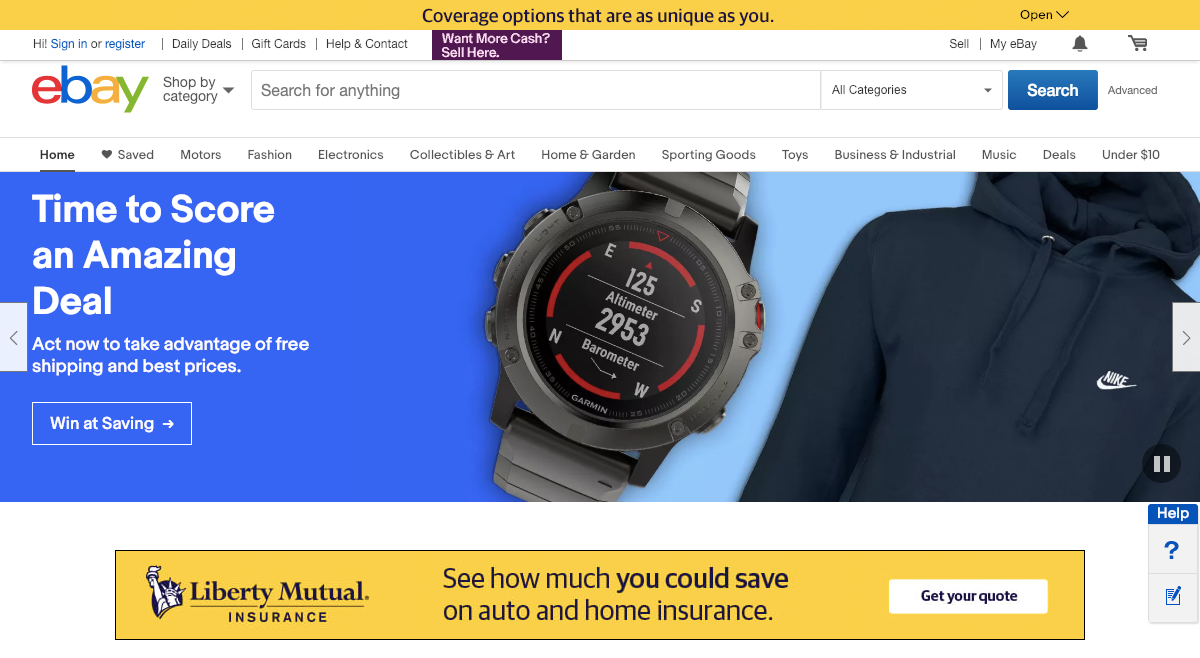 Coverage options that are as unique as you.
Open
Hi! Sign in or register | Daily Deals | Gift Cards | Help & Contact
Want More Cash?
Sell Here.
Sell | My eBay
ebay
Shop by
category
Search for anything
All Categories
Search
Advanced
Home
Saved
Motors
Fashion
Electronics
Collectibles & Art
Home & Garden
Sporting Goods
Toys
Business & Industrial
Music
Deals
Under $10
Time to Score
an Amazing
Deal
Act now to take advantage of free
shipping and best prices.
Win at Saving →
LIGHT
E
125
Altimeter
S
2953
N
Barometer
W
GARMIN
NIKE
Help
?
Liberty Mutual.
INSURANCE
See how much you could save
on auto and home insurance.
Get your quote